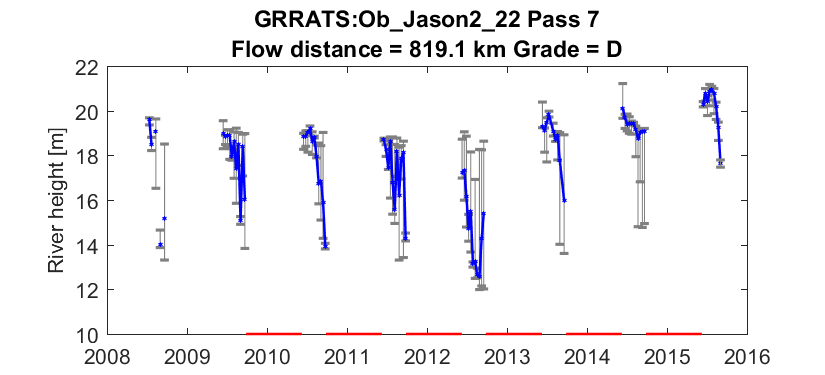 GRRATS:Ob_Jason2_22 Pass 7
Flow distance = 819.1 km Grade = D
River height [m]
22
20
18
16
14
12
10
2008 2009 2010 2011 2012 2013 2014 2015 2016